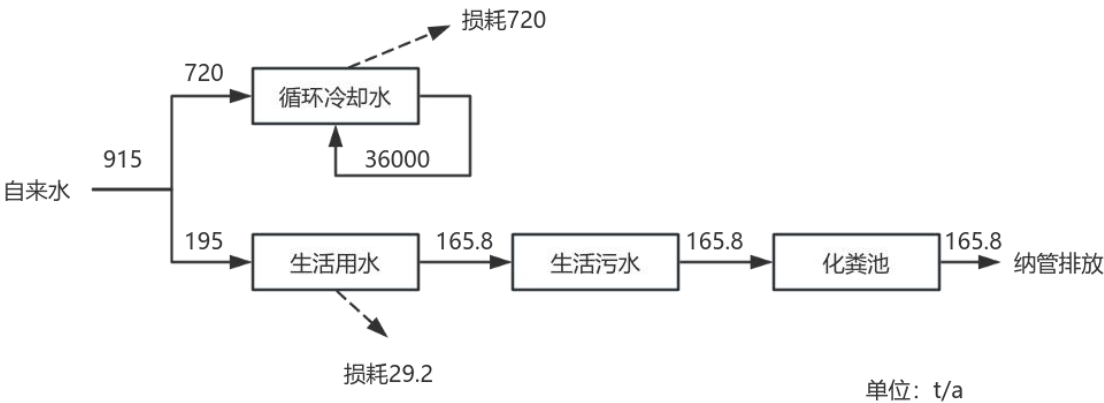 损耗720
720
循环冷却水
915
36000
自来水
195
生活用水
165.8
生活污水
165.8
化粪池
165.8
纳管排放
损耗29.2
单位：t/a